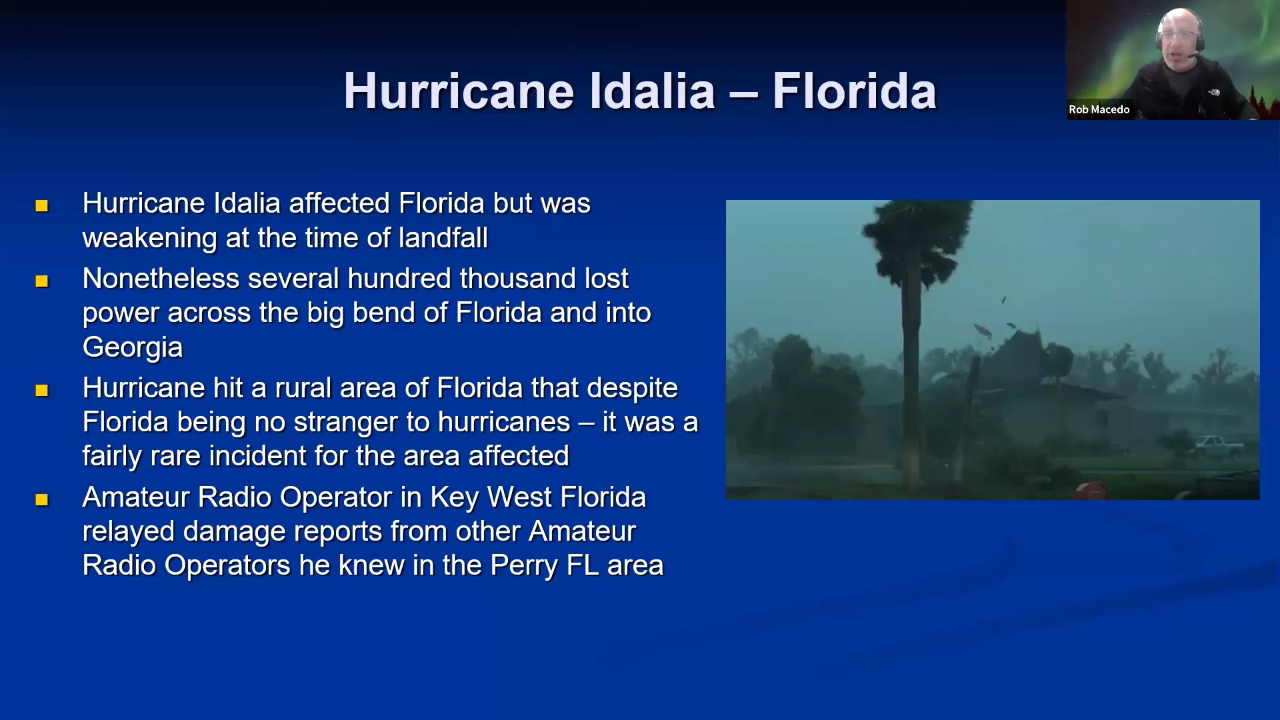 Hurricane Idalia – Florida
Rob Macedo
Hurricane Idalia affected Florida but was
weakening at the time of landfall
Nonetheless several hundred thousand lost
power across the big bend of Florida and into
Georgia
Hurricane hit a rural area of Florida that despite
Florida being no stranger to hurricanes – it was a
fairly rare incident for the area affected
Amateur Radio Operator in Key West Florida
relayed damage reports from other Amateur
Radio Operators he knew in the Perry FL area